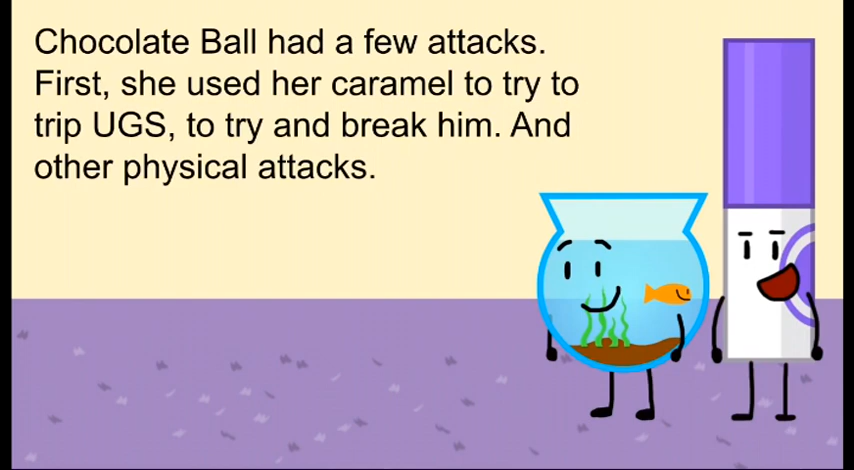 Chocolate Ball had a few attacks.
First, she used her caramel to try to
trip UGS, to try and break him. And
other physical attacks.